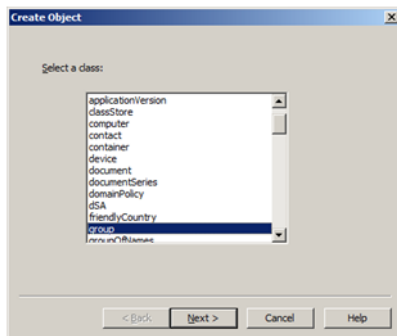 Create Object
Select a class:
applicationVersion
classStore
computer
contact
container
device
document
documentSeries
domainPolicy
dSA
friendlyCountry
group
groupOfNames
< Back
Next >
Cancel
Help